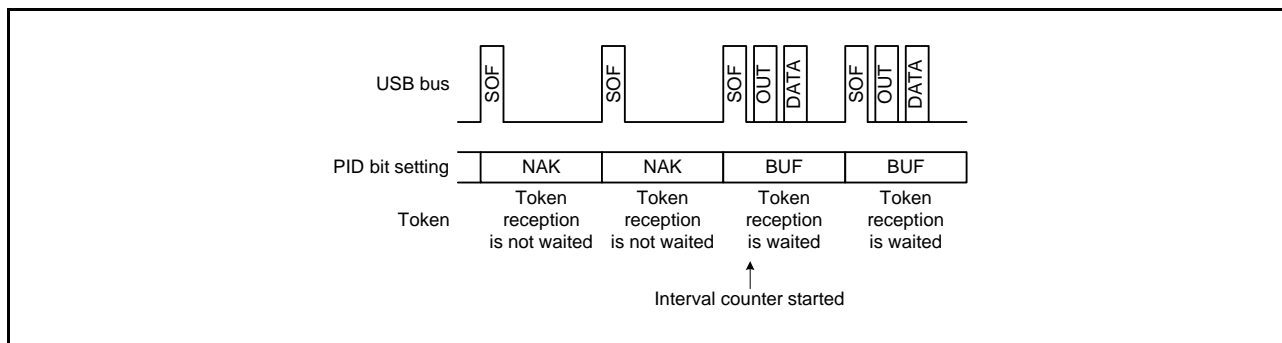 SOF
SOF
SOF
OUT
DATA
SOF
OUT
DATA
USB bus
PID bit setting
NAK
NAK
BUF
BUF
Token
Token
reception
is not waited
Token
reception
is not waited
Token
reception
is waited
Token
reception
is waited
Interval counter started